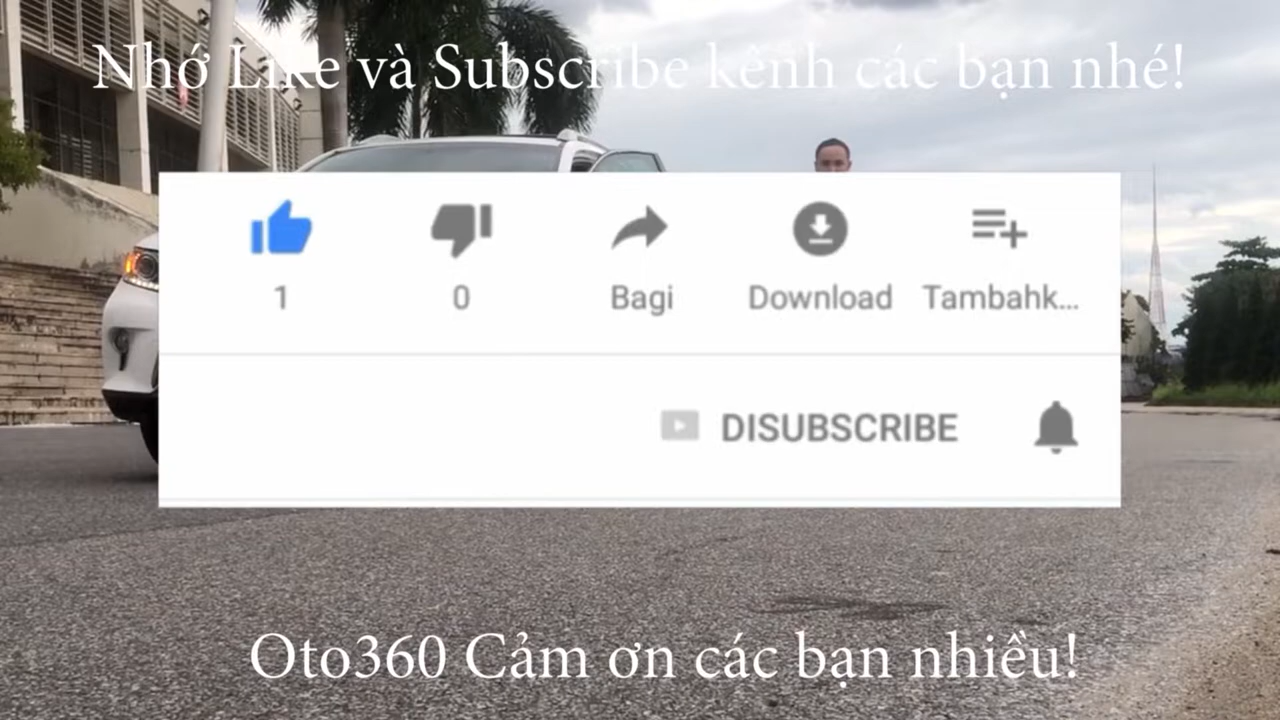 Nhớ Like và Subscribe kênh các bạn nhé!
1 0 Bagi Download Tambahk...
DISUBSCRIBE
Oto360 Cảm ơn các bạn nhiều!